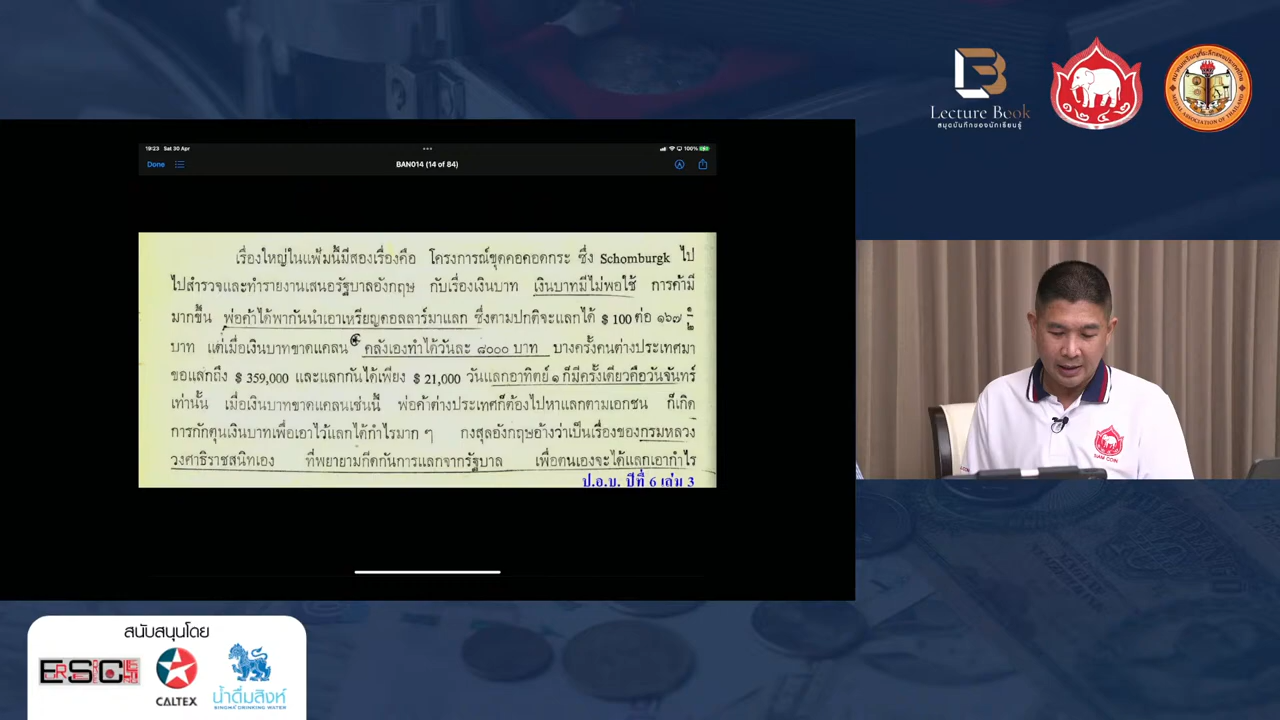 Lecture Book
สมุดบันทึกของนักเรียนรู้
MEDAL ASSOCIATION OF THAILAND
19:23 Sat 30 Apr
100%
Done
BAN014 (14 of 84)
เรื่องใหญ่ในแฟ้มนี้มีสองเรื่องคือ โครงการณ์ขุดคอคอดกระ ซึ่ง Schomburgk ไป
ไปสำรวจและทำรายงานเสนอรัฐบาลอังกฤษ กับเรื่องเงินบาท เงินบาทมีไม่พอใช้ การค้ามี
มากขึ้น พ่อค้าได้พากันนำเอาเหรียญดอลลาร์มาแลก ซึ่งตามปกติจะแลกได้ $ 100 ต่อ ๑๖๗ ๑/๒
บาท แต่เมื่อเงินบาทขาดแคลน คลังเองทำได้วันละ ๘๐๐๐ บาท บางครั้งคนต่างประเทศมา
ขอแลกถึง $ 359,000 และแลกกันได้เพียง $ 21,000 วันแลกอาทิตย์ ๑ ก็มีครั้งเดียวคือวันจันทร์
เท่านั้น เมื่อเงินบาทขาดแคลนเช่นนี้ พ่อค้าต่างประเทศก็ต้องไปหาแลกตามเอกชน ก็เกิด
การกักตุนเงินบาทเพื่อเอาไว้แลกได้กำไรมาก ๆ กงสุลอังกฤษอ้างว่าเป็นเรื่องของกรมหลวง
วงศาธิราชสนิทเอง ที่พยายามกีดกันการแลกจากรัฐบาล เพื่อตนเองจะได้แลกเอากำไร
ป.อ.บ. ปีที่ 6 เล่ม 3
SIAM COIN
สนับสนุนโดย
ERSC
CALTEX
น้ำดื่มสิงห์
SINGHA DRINKING WATER